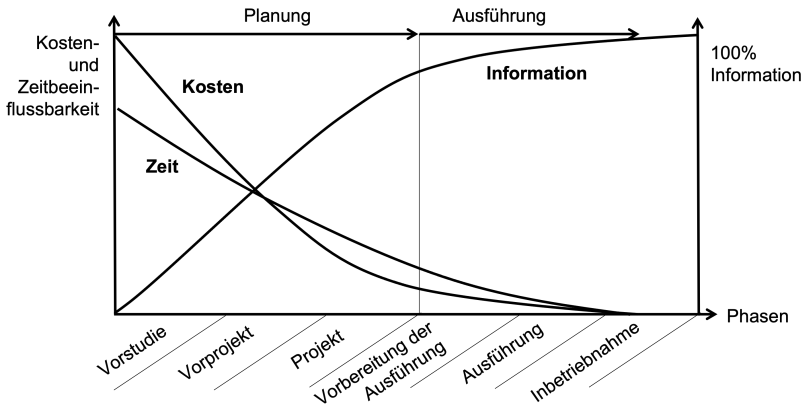 Planung
Ausführung
Kosten-
und
Zeitbeein-
flussbarkeit
Kosten
Information
100%
Information
Zeit
Phasen
Vorstudie
Vorprojekt
Projekt
Vorbereitung der
Ausführung
Ausführung
Inbetriebnahme